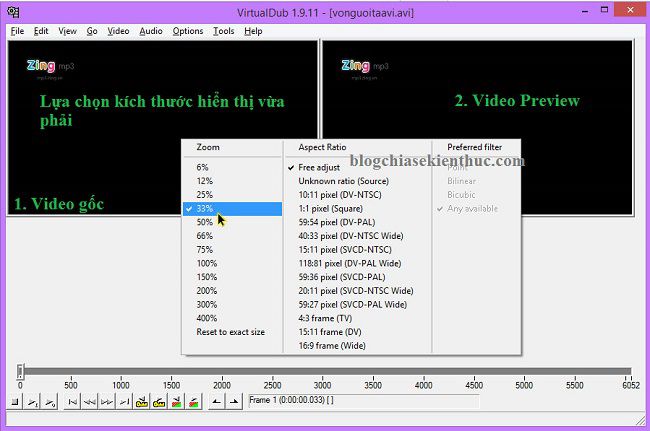 VirtualDub 1.9.11 - [vonguoitaavi.avi]
File Edit View Go Video Audio Options Tools Help
Zing mp3
mp3.zing.vn
Lựa chọn kích thước hiển thị vừa
phải
1. Video gốc
Zing mp3
mp3.zing.vn
2. Video Preview
blogchiasekienthuc.com
Zoom
6%
12%
25%
33%
50%
66%
75%
100%
150%
200%
300%
400%
Reset to exact size
Aspect Ratio
Free adjust
Unknown ratio (Source)
10:11 pixel (DV-NTSC)
1:1 pixel (Square)
59:54 pixel (DV-PAL)
40:33 pixel (DV-NTSC Wide)
15:11 pixel (SVCD-NTSC)
118:81 pixel (DV-PAL Wide)
59:36 pixel (SVCD-PAL)
20:11 pixel (SVCD-NTSC Wide)
59:27 pixel (SVCD-PAL Wide)
4:3 frame (TV)
15:11 frame (DV)
16:9 frame (Wide)
Preferred filter
Point
Bilinear
Bicubic
Any available
0 500 1000 1500 2000 2500 3000 3500 4000 4500 5000 5500 6052
Frame 1 (0:00:00.033) [ ]